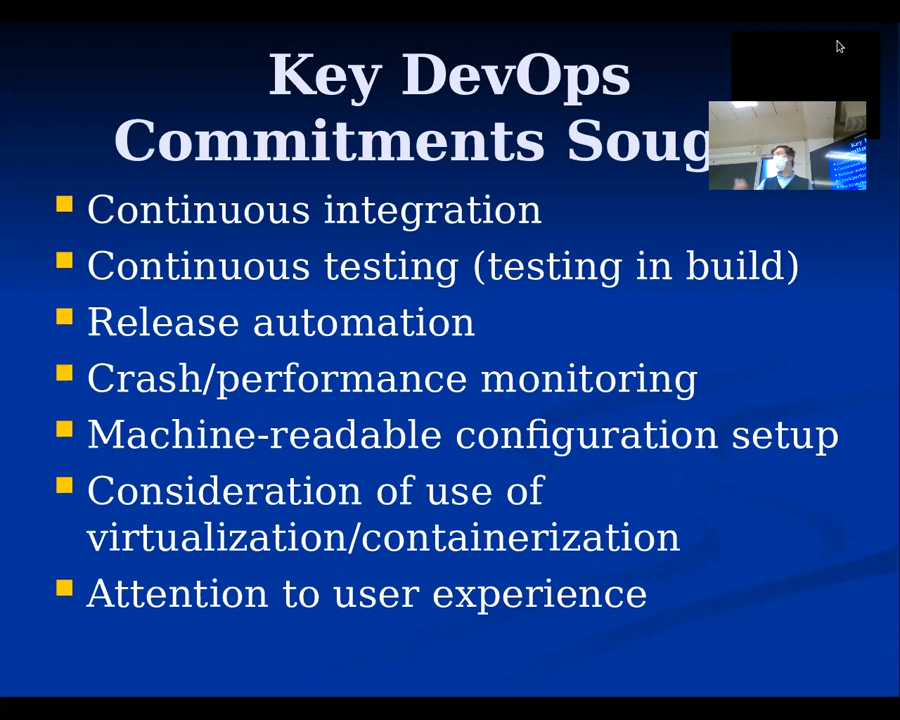 Key DevOps
Commitments Soug
Continuous integration
Continuous testing (testing in build)
Release automation
Crash/performance monitoring
Machine-readable configuration setup
Consideration of use of
virtualization/containerization
Attention to user experience